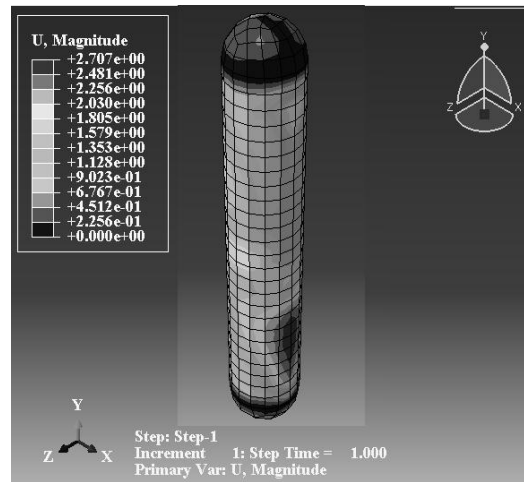 U, Magnitude
+2.707e+00
+2.481e+00
+2.256e+00
+2.030e+00
+1.805e+00
+1.579e+00
+1.353e+00
+1.128e+00
+9.023e-01
+6.767e-01
+4.512e-01
+2.256e-01
+0.000e+00
Y
Z X
Y
Z X
Step: Step-1
Increment 1: Step Time = 1.000
Primary Var: U, Magnitude